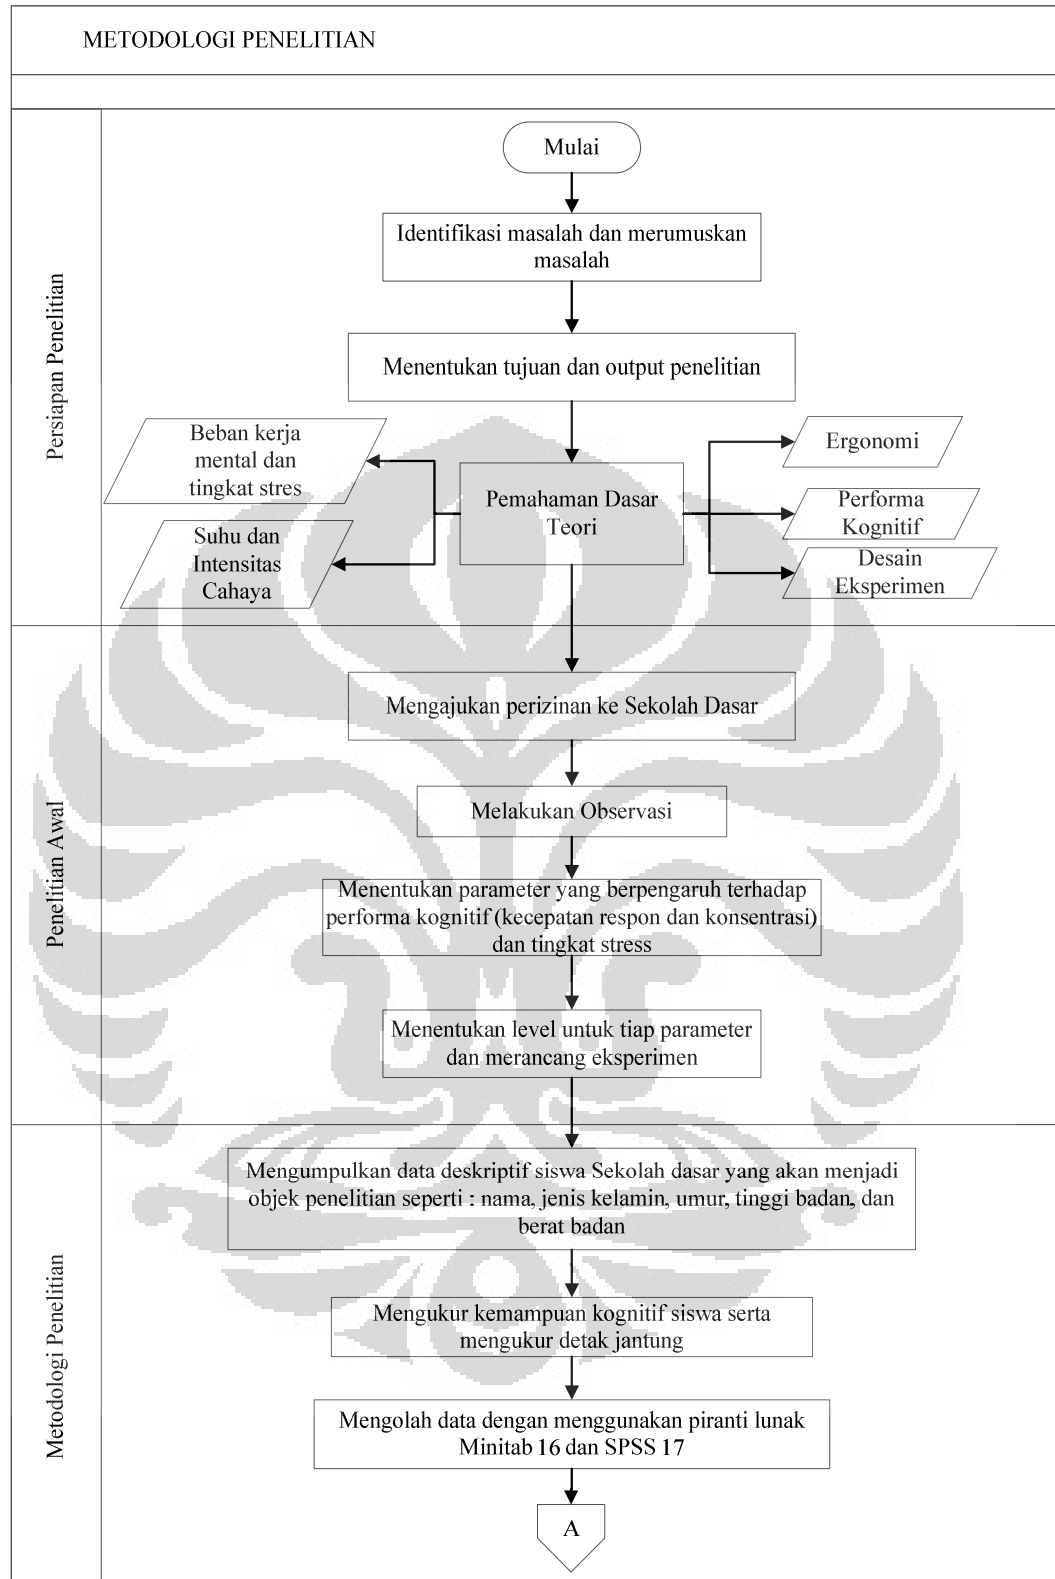 METODOLOGI PENELITIAN
Persiapan Penelitian
Mulai
Identifikasi masalah dan merumuskan
masalah
Menentukan tujuan dan output penelitian
Beban kerja
mental dan
tingkat stres
Suhu dan
Intensitas
Cahaya
Pemahaman Dasar
Teori
Ergonomi
Performa
Kognitif
Desain
Eksperimen
Penelitian Awal
Mengajukan perizinan ke Sekolah Dasar
Melakukan Observasi
Menentukan parameter yang berpengaruh terhadap
performa kognitif (kecepatan respon dan konsentrasi)
dan tingkat stress
Menentukan level untuk tiap parameter
dan merancang eksperimen
Metodologi Penelitian
Mengumpulkan data deskriptif siswa Sekolah dasar yang akan menjadi
objek penelitian seperti : nama, jenis kelamin, umur, tinggi badan, dan
berat badan
Mengukur kemampuan kognitif siswa serta
mengukur detak jantung
Mengolah data dengan menggunakan piranti lunak
Minitab 16 dan SPSS 17
A